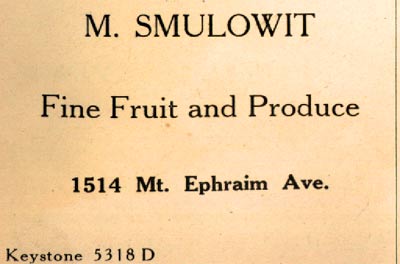 M. SMULOWIT
Fine Fruit and Produce
1514 Mt. Ephraim Ave.
Keystone 5318 D